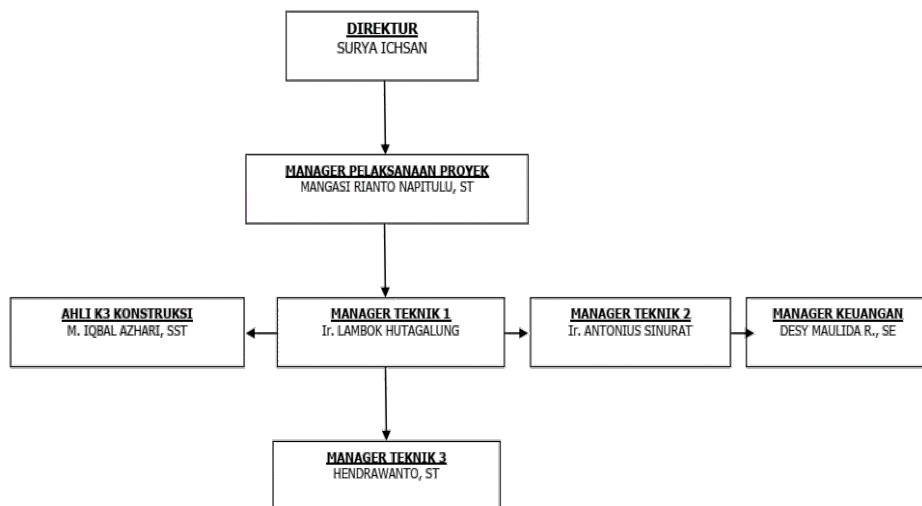 DIREKTUR
SURYA ICHSAN
MANAGER PELAKSANAAN PROYEK
MANGASI RIANTO NAPITULU, ST
AHLI K3 KONSTRUKSI
M. IQBAL AZHARI, SST
MANAGER TEKNIK 1
Ir. LAMBOK HUTAGALUNG
MANAGER TEKNIK 2
Ir. ANTONIUS SINURAT
MANAGER KEUANGAN
DESY MAULIDA R., SE
MANAGER TEKNIK 3
HENDRAWANTO, ST